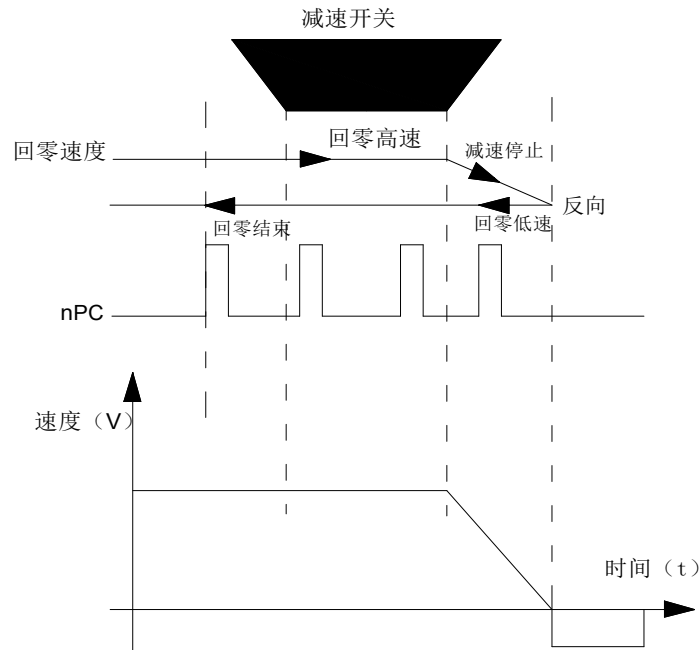 减速开关
回零高速
回零速度
减速停止
反向
回零结束
回零低速
nPC
速度（V）
时间（t）